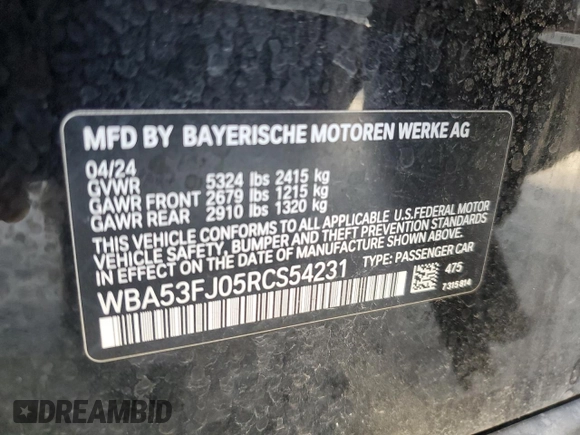 MFD BY BAYERISCHE MOTOREN WERKE AG
04/24
GVWR 5324 lbs 2415 kg
GAWR FRONT 2679 lbs 1215 kg
GAWR REAR 2910 lbs 1320 kg
THIS VEHICLE CONFORMS TO ALL APPLICABLE U.S. FEDERAL MOTOR
VEHICLE SAFETY, BUMPER AND THEFT PREVENTION STANDARDS
IN EFFECT ON THE DATE OF MANUFACTURE SHOWN ABOVE.
WBA53FJ05RCS54231 TYPE: PASSENGER CAR
475
7315414
DREAMBID